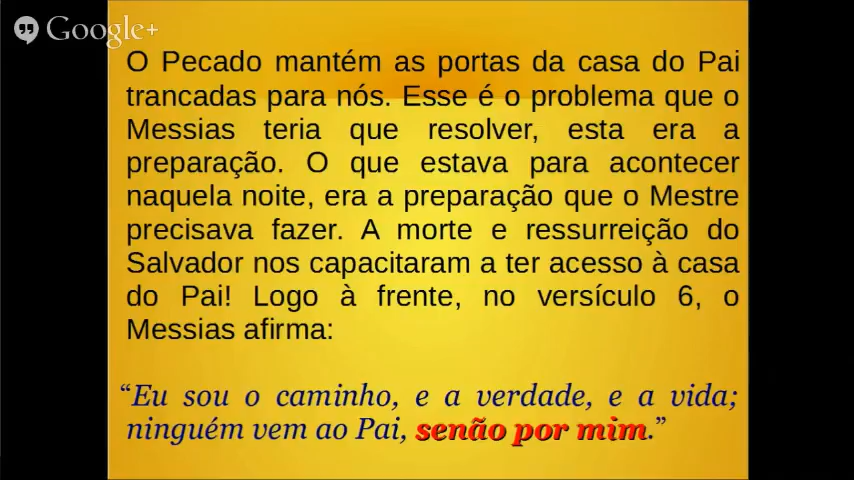 Google+
O Pecado mantém as portas da casa do Pai
trancadas para nós. Esse é o problema que o
Messias teria que resolver, esta era a
preparação. O que estava para acontecer
naquela noite, era a preparação que o Mestre
precisava fazer. A morte e ressurreição do
Salvador nos capacitaram a ter acesso à casa
do Pai! Logo à frente, no versículo 6, o
Messias afirma:
“Eu sou o caminho, e a verdade, e a vida;
ninguém vem ao Pai, senão por mim.”